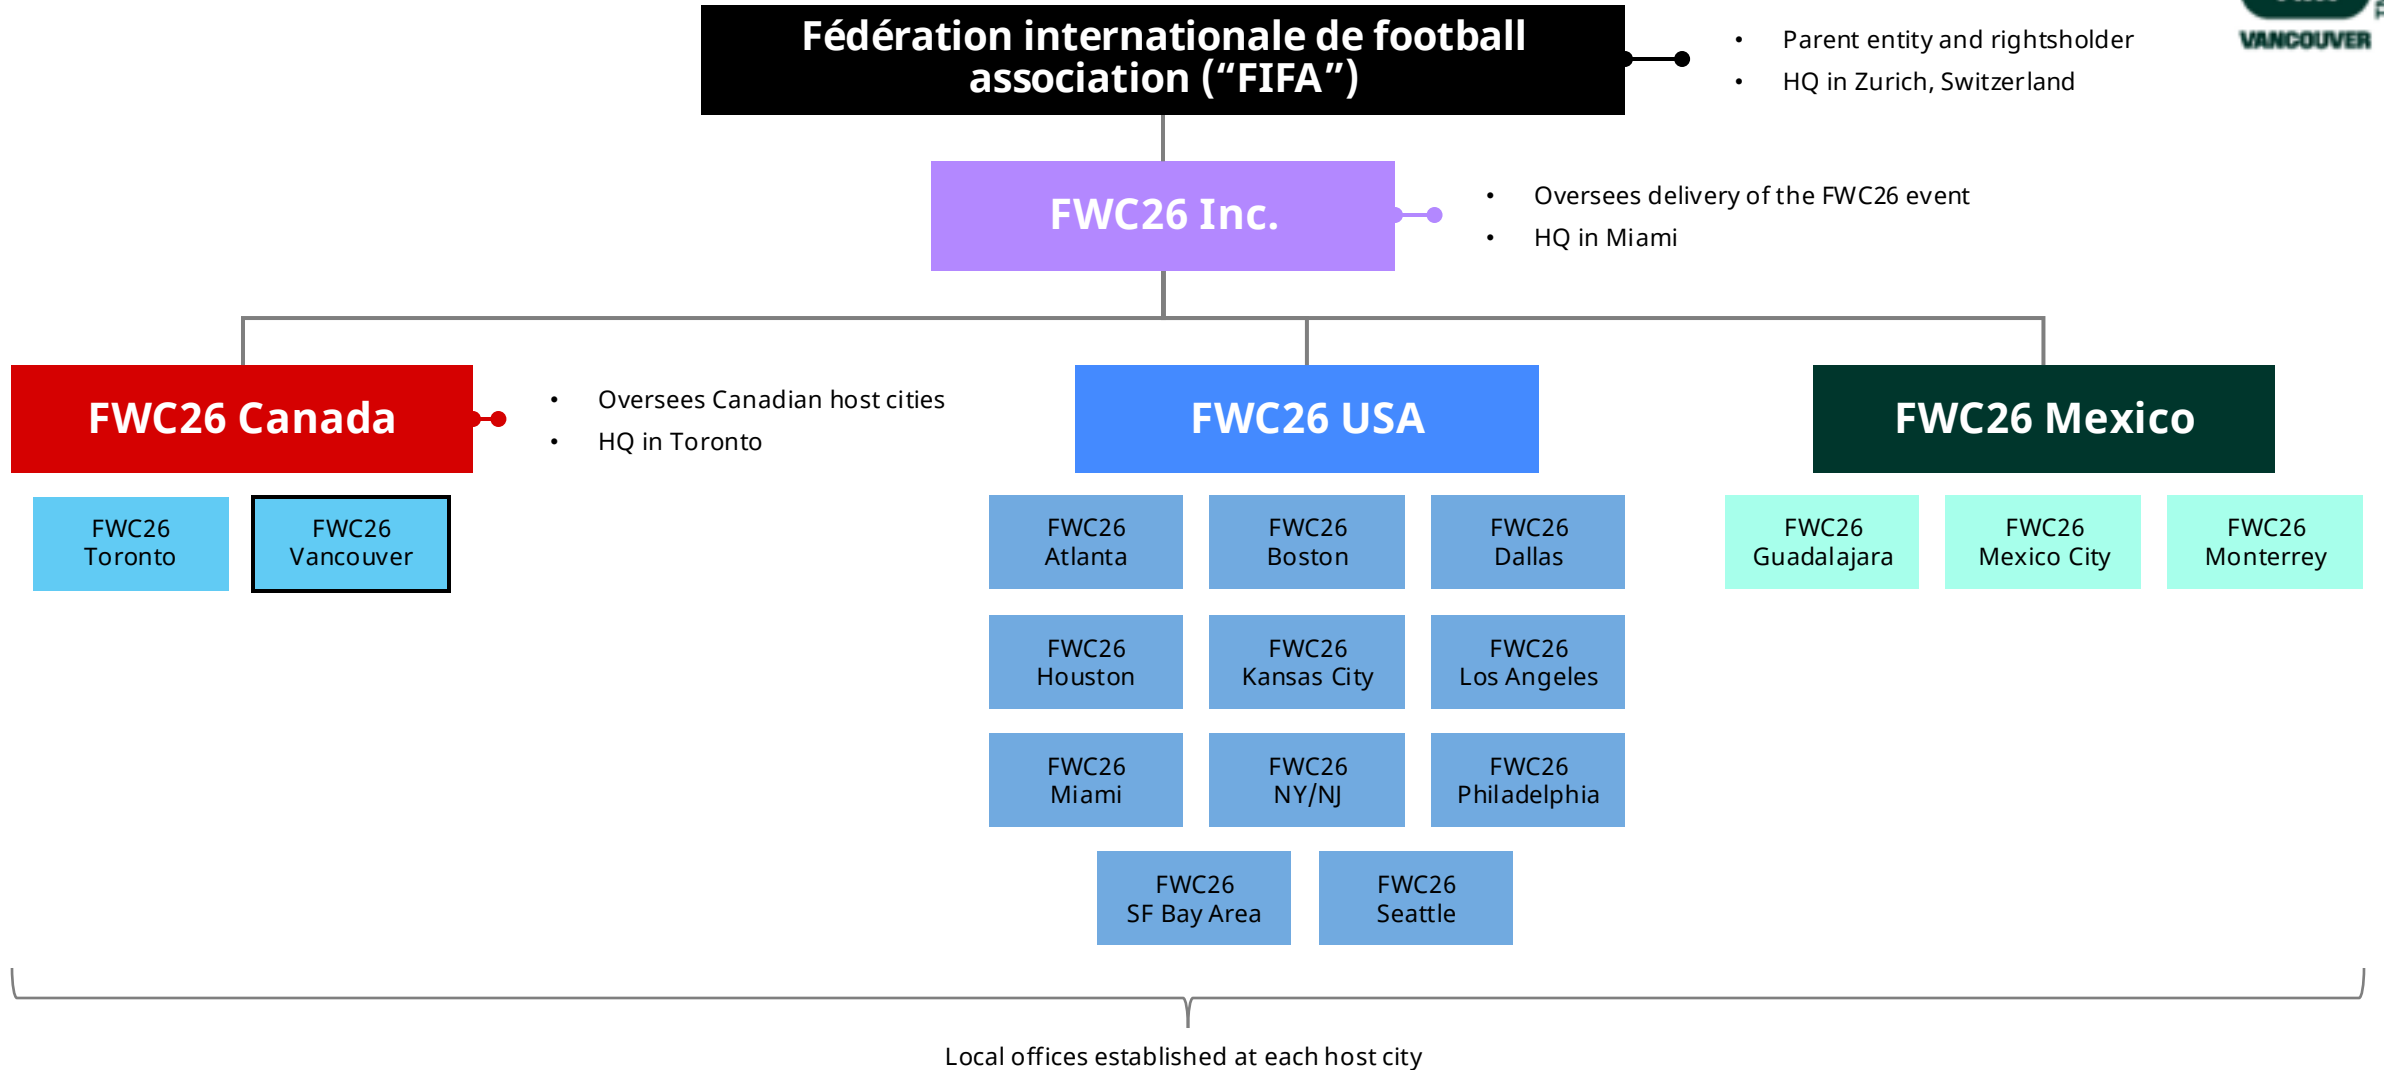 Fédération internationale de football
association (“FIFA”)
• Parent entity and rightsholder
• HQ in Zurich, Switzerland
VANCOUVER
FWC26 Inc.
• Oversees delivery of the FWC26 event
• HQ in Miami
FWC26 Canada
• Oversees Canadian host cities
• HQ in Toronto
FWC26 USA
FWC26 Mexico
FWC26
Toronto
FWC26
Vancouver
FWC26
Atlanta
FWC26
Boston
FWC26
Dallas
FWC26
Guadalajara
FWC26
Mexico City
FWC26
Monterrey
FWC26
Houston
FWC26
Kansas City
FWC26
Los Angeles
FWC26
Miami
FWC26
NY/NJ
FWC26
Philadelphia
FWC26
SF Bay Area
FWC26
Seattle
Local offices established at each host city